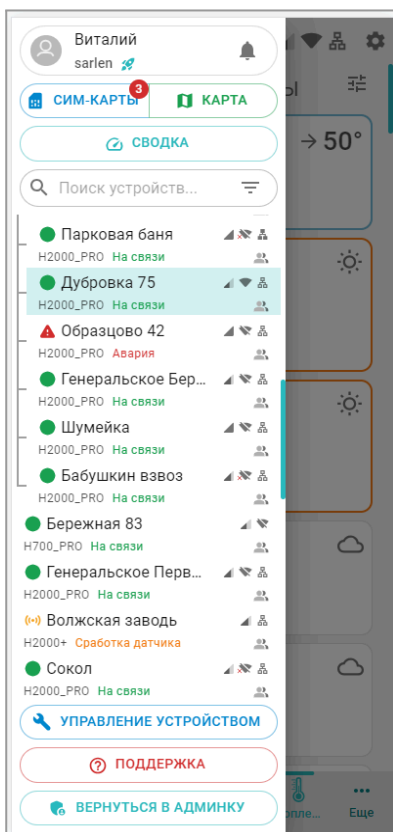 Виталий
sarlen
СИМ-КАРТЫ
3
КАРТА
СВОДКА
→ 50°
Поиск устройств...
Парковая баня
H2000_PRO На связи
Дубровка 75
H2000_PRO На связи
Образцово 42
H2000_PRO Авария
Генеральское Бер...
H2000_PRO На связи
Шумейка
H2000_PRO На связи
Бабушкин взвоз
H2000_PRO На связи
Бережная 83
H700_PRO На связи
Генеральское Перв...
H2000_PRO На связи
Волжская заводь
H2000+ Сработка датчика
Сокол
H2000_PRO На связи
УПРАВЛЕНИЕ УСТРОЙСТВОМ
ПОДДЕРЖКА
ВЕРНУТЬСЯ В АДМИНКУ
Еще